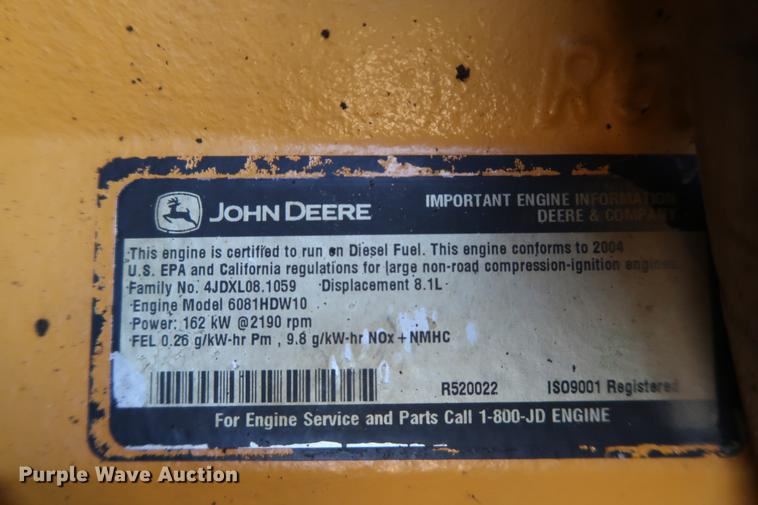 JOHN DEERE
IMPORTANT ENGINE INFORMATION
DEERE & COMPANY
This engine is certified to run on Diesel Fuel. This engine conforms to 2004
U.S. EPA and California regulations for large non-road compression-ignition engines
Family No. 4JDXL08.1059 Displacement 8.1L
Engine Model 6081HDW10
Power: 162 kW @2190 rpm
FEL 0.26 g/kW-hr Pm , 9.8 g/kW-hr NOx+NMHC
R520022 ISO9001 Registered
For Engine Service and Parts Call 1-800-JD ENGINE
Purple Wave Auction